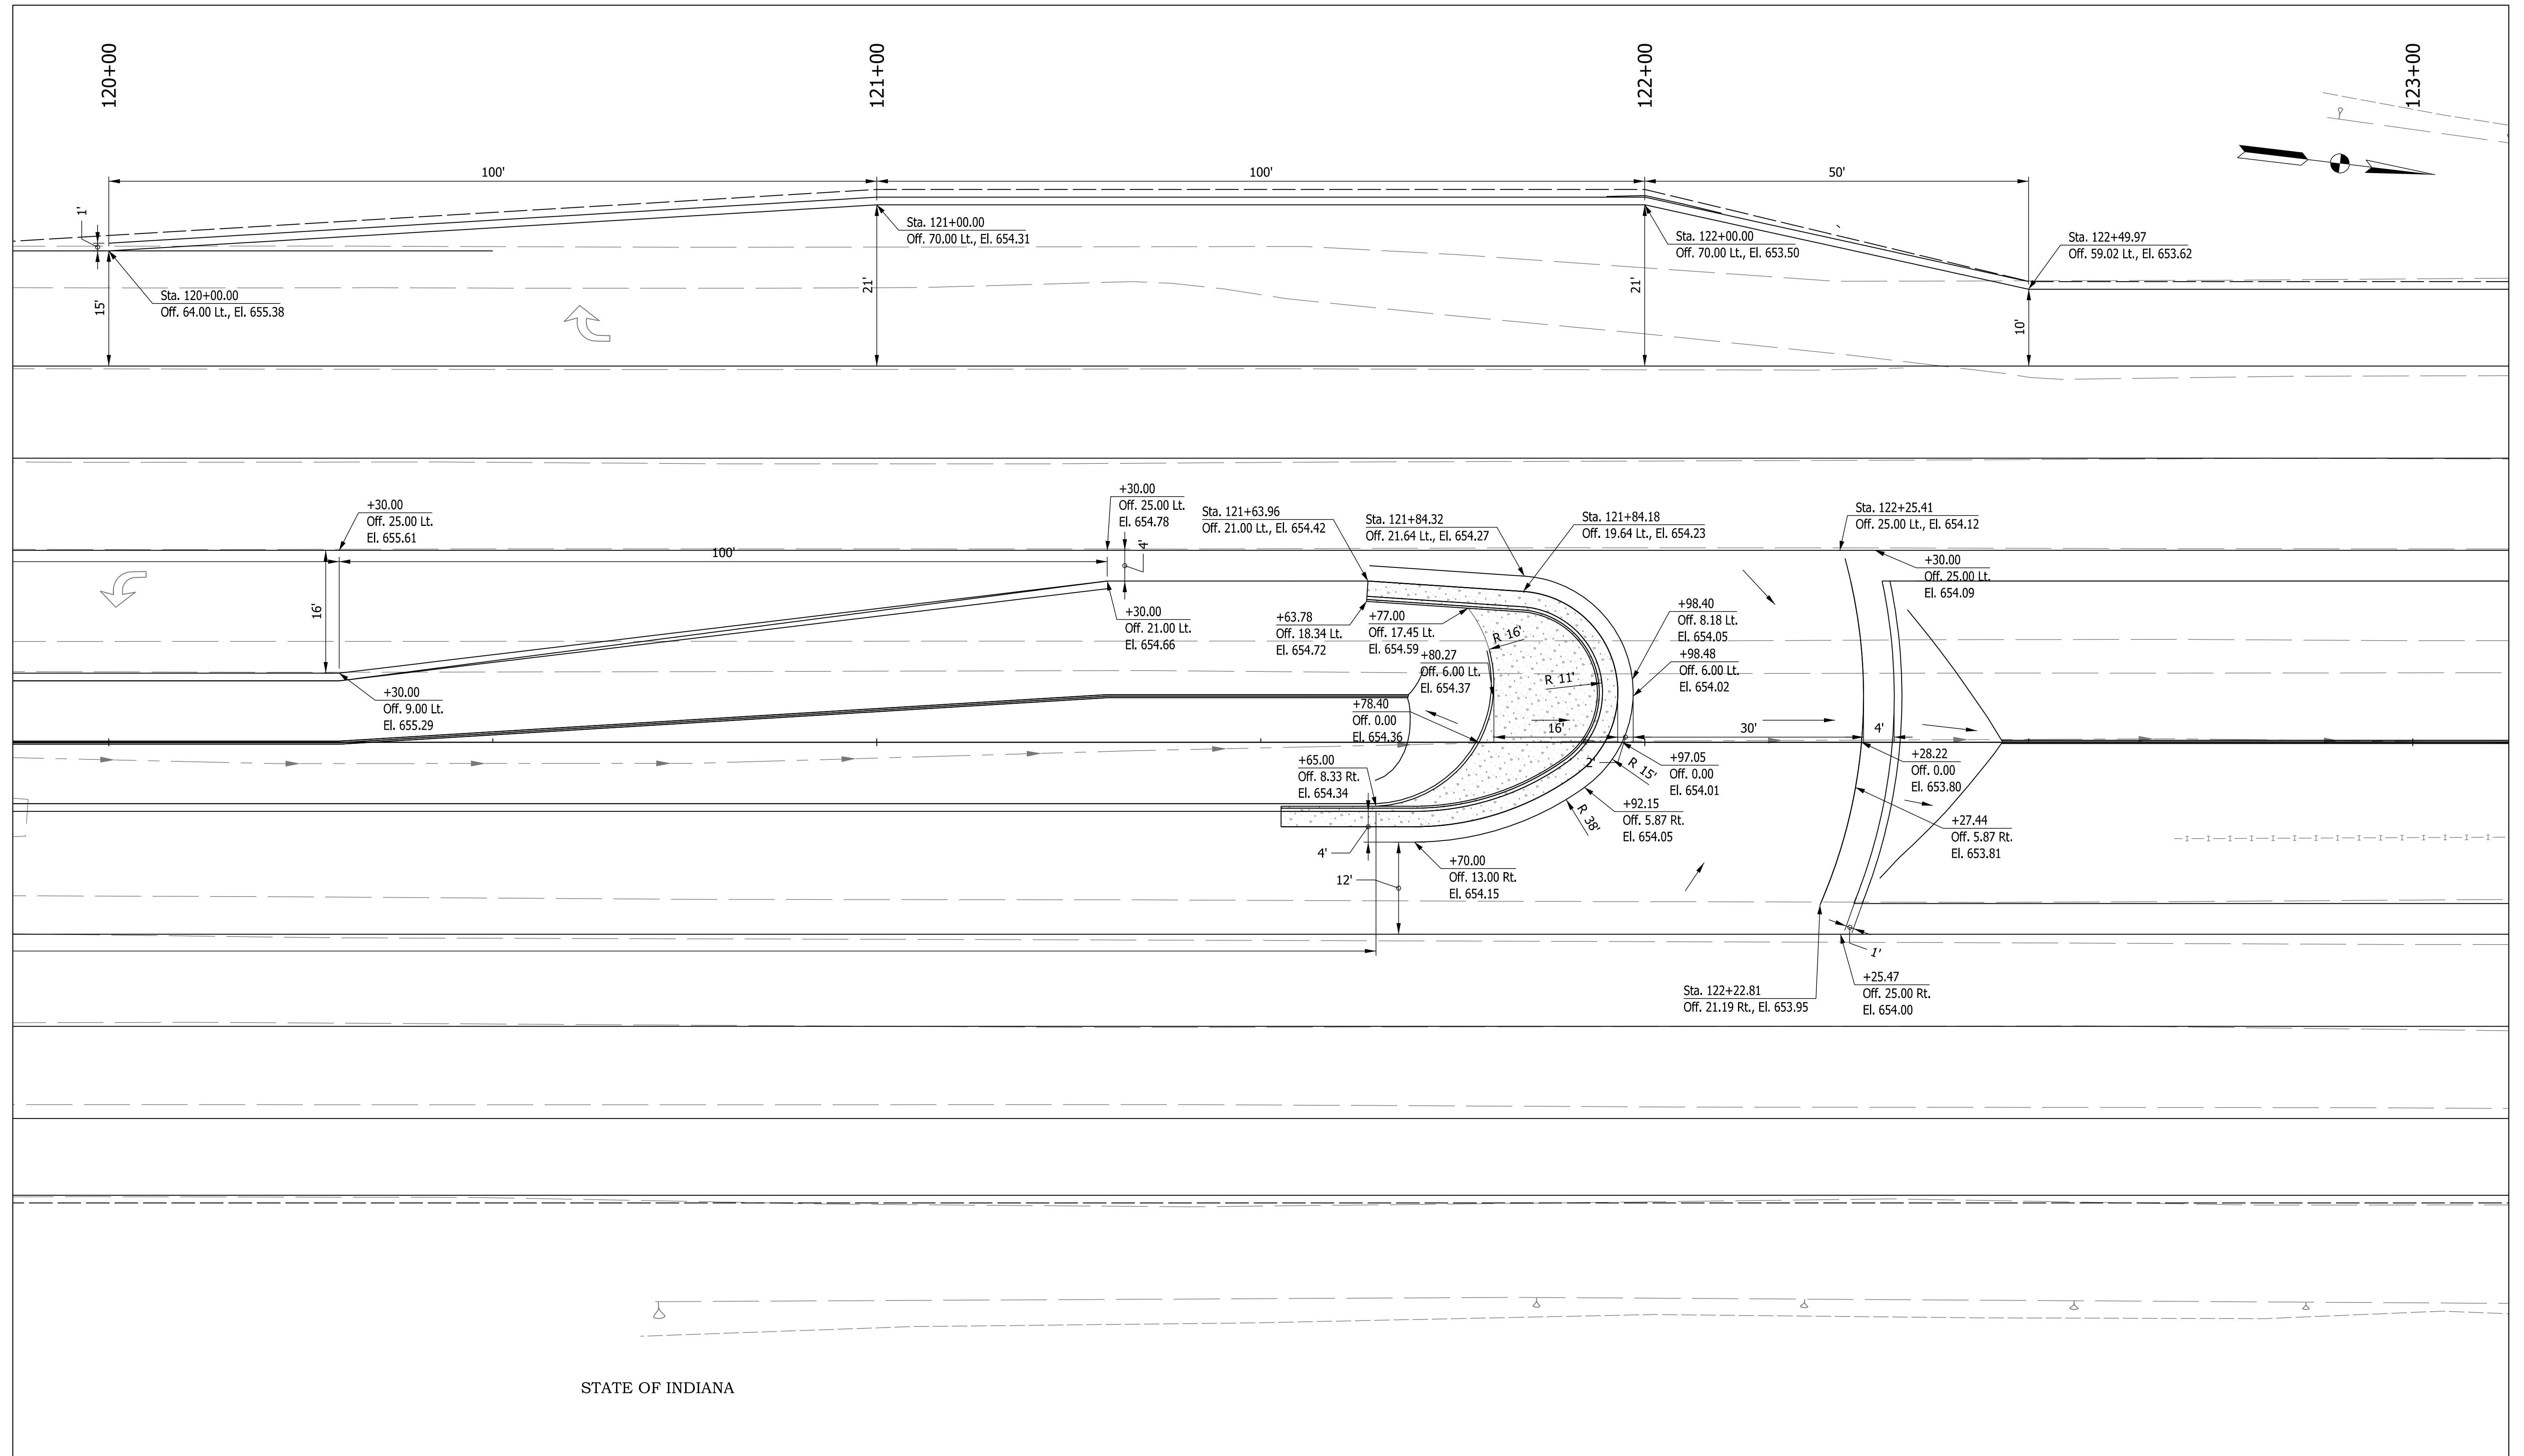 120+00
121+00
122+00
123+00
100'
100'
50'
1'
15'
21'
21'
10'
Sta. 120+00.00
Off. 64.00 Lt., El. 655.38
Sta. 121+00.00
Off. 70.00 Lt., El. 654.31
Sta. 122+00.00
Off. 70.00 Lt., El. 653.50
Sta. 122+49.97
Off. 59.02 Lt., El. 653.62
+30.00
Off. 25.00 Lt.
El. 655.61
+30.00
Off. 25.00 Lt.
El. 654.78
4'
100'
16'
+30.00
Off. 9.00 Lt.
El. 655.29
+30.00
Off. 21.00 Lt.
El. 654.66
Sta. 121+63.96
Off. 21.00 Lt., El. 654.42
Sta. 121+84.32
Off. 21.64 Lt., El. 654.27
Sta. 121+84.18
Off. 19.64 Lt., El. 654.23
Sta. 122+25.41
Off. 25.00 Lt., El. 654.12
+30.00
Off. 25.00 Lt.
El. 654.09
+63.78
Off. 18.34 Lt.
El. 654.72
+77.00
Off. 17.45 Lt.
El. 654.59
R 16'
+80.27
Off. 6.00 Lt.
El. 654.37
R 11'
+98.40
Off. 8.18 Lt.
El. 654.05
+98.48
Off. 6.00 Lt.
El. 654.02
+78.40
Off. 0.00
El. 654.36
16'
30'
4'
+65.00
Off. 8.33 Rt.
El. 654.34
2'
R 15'
+97.05
Off. 0.00
El. 654.01
+28.22
Off. 0.00
El. 653.80
+92.15
Off. 5.87 Rt.
El. 654.05
R 38'
+27.44
Off. 5.87 Rt.
El. 653.81
4'
12'
+70.00
Off. 13.00 Rt.
El. 654.15
1'
Sta. 122+22.81
Off. 21.19 Rt., El. 653.95
+25.47
Off. 25.00 Rt.
El. 654.00
STATE OF INDIANA